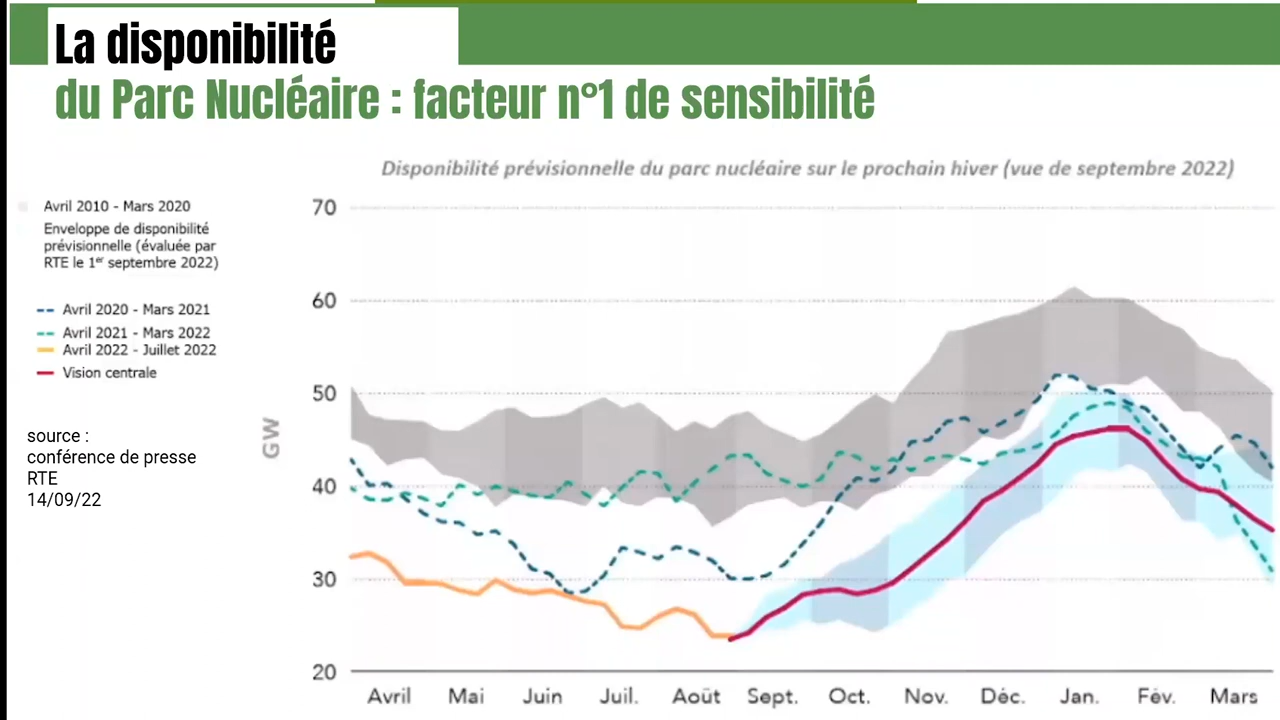 La disponibilité
du Parc Nucléaire : facteur n°1 de sensibilité
Disponibilité prévisionnelle du parc nucléaire sur le prochain hiver (vue de septembre 2022)
Avril 2010 - Mars 2020
Enveloppe de disponibilité
prévisionnelle (évaluée par
RTE le 1er septembre 2022)
Avril 2020 - Mars 2021
Avril 2021 - Mars 2022
Avril 2022 - Juillet 2022
Vision centrale
source :
conférence de presse
RTE
14/09/22
GW
70
60
50
40
30
20
Avril Mai Juin Juil. Août Sept. Oct. Nov. Déc. Jan. Fév. Mars